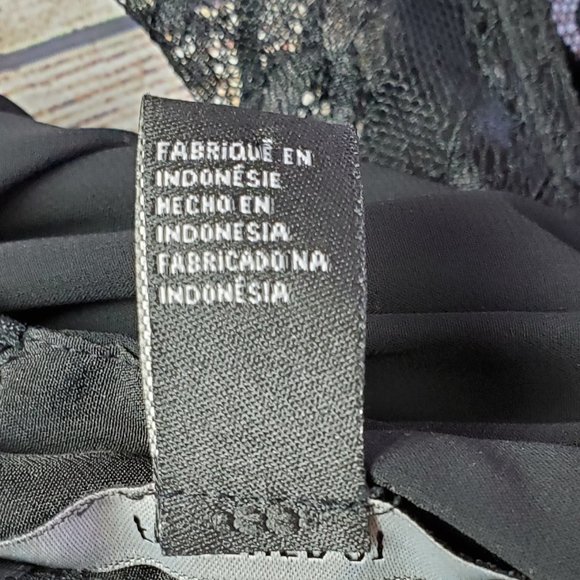 FABRIQUÉ EN
INDONÉSIE
HECHO EN
INDONESIA
FABRICADO NA
INDONÉSIA